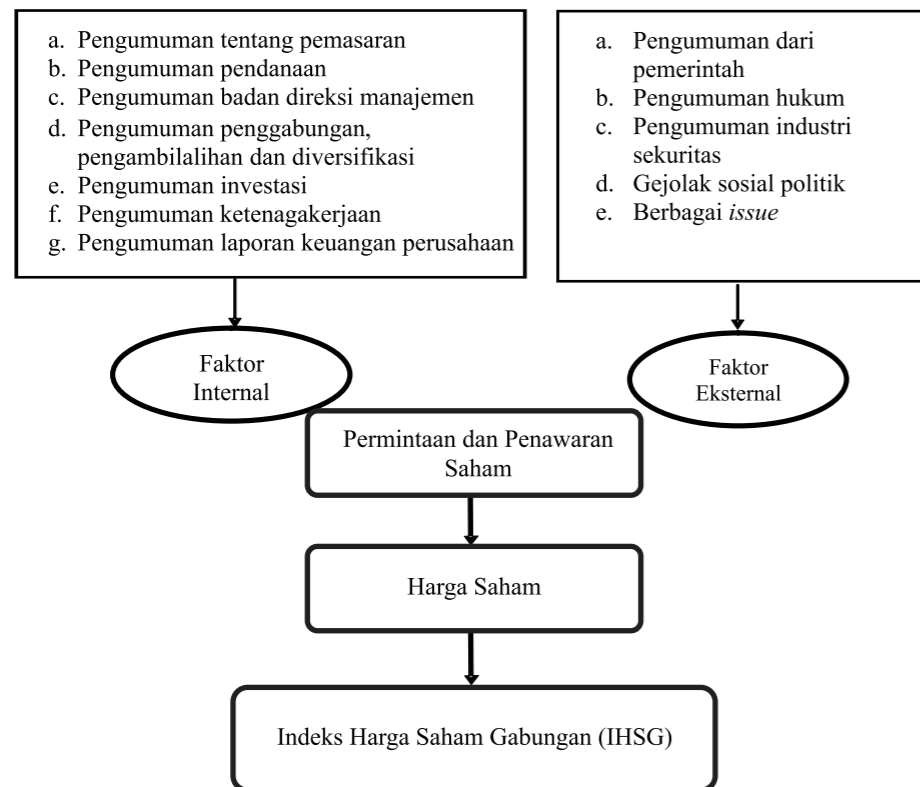 a. Pengumuman tentang pemasaran
b. Pengumuman pendanaan
c. Pengumuman badan direksi manajemen
d. Pengumuman penggabungan,
pengambilalihan dan diversifikasi
e. Pengumuman investasi
f. Pengumuman ketenagakerjaan
g. Pengumuman laporan keuangan perusahaan
a. Pengumuman dari
pemerintah
b. Pengumuman hukum
c. Pengumuman industri
sekuritas
d. Gejolak sosial politik
e. Berbagai issue
Faktor
Internal
Faktor
Eksternal
Permintaan dan Penawaran
Saham
Harga Saham
Indeks Harga Saham Gabungan (IHSG)